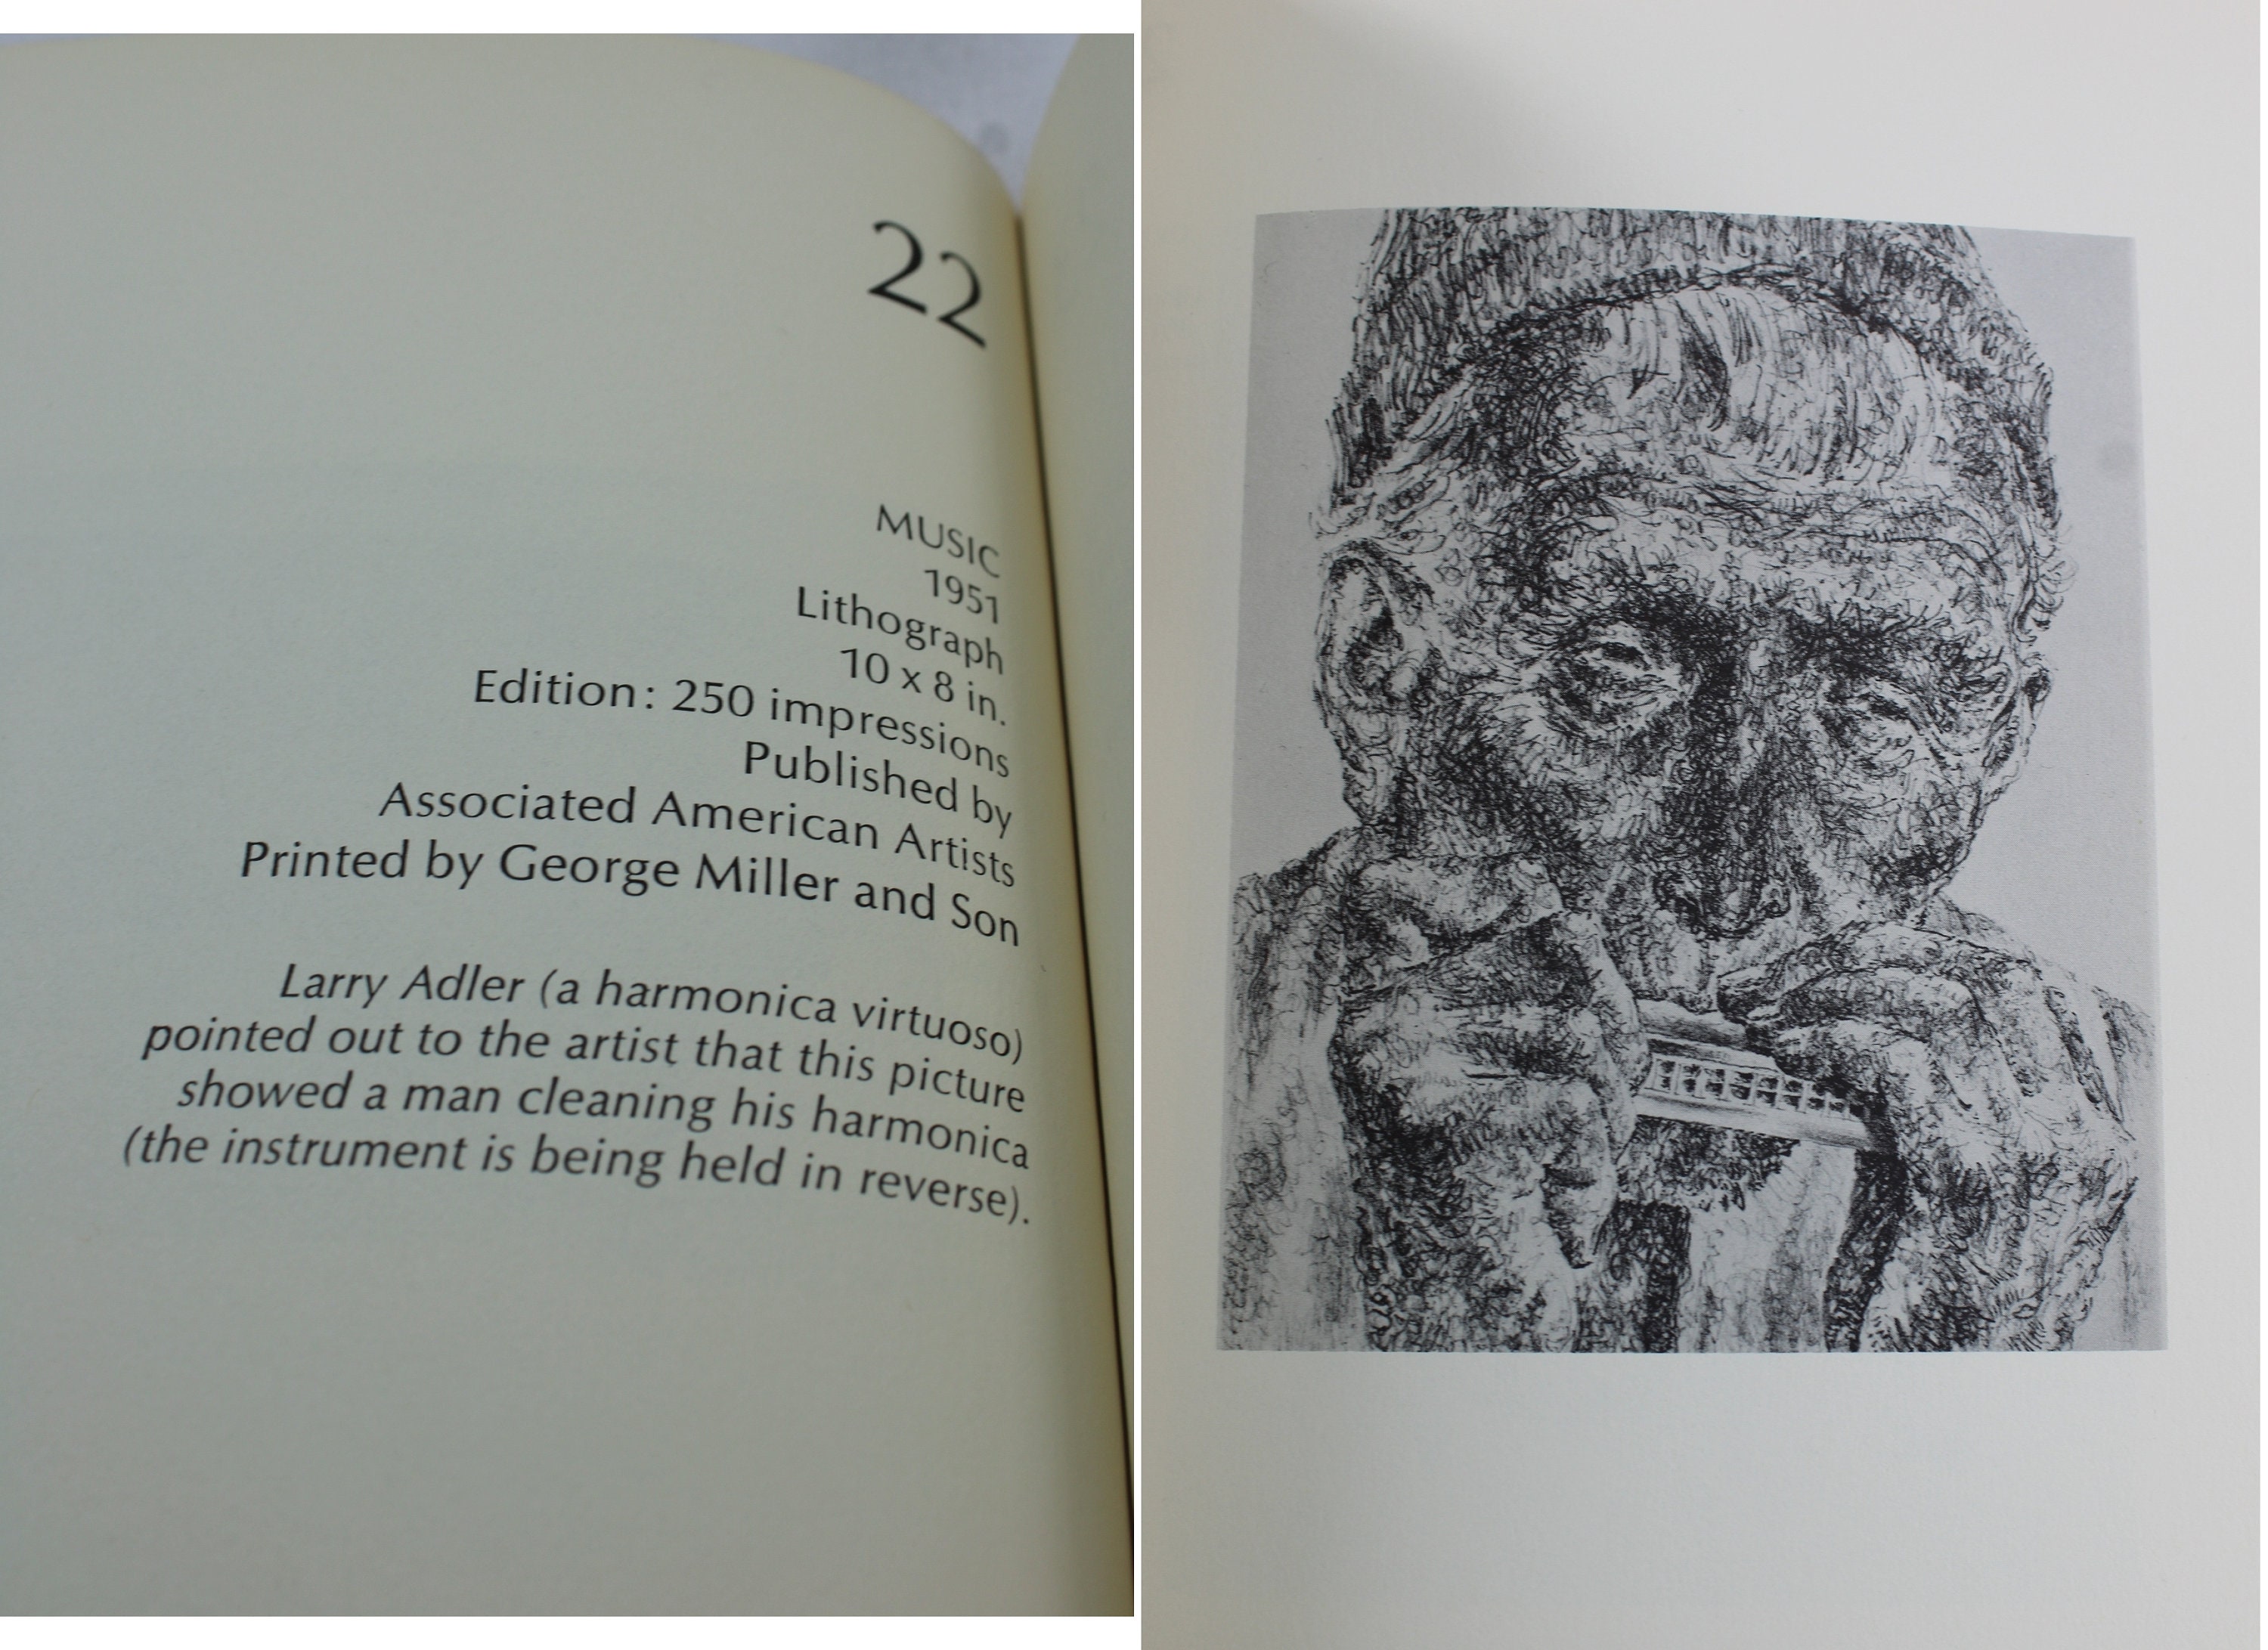 22
MUSIC
1951
Lithograph
10 x 8 in.
Edition: 250 impressions
Published by
Associated American Artists
Printed by George Miller and Son
Larry Adler (a harmonica virtuoso)
pointed out to the artist that this picture
showed a man cleaning his harmonica
(the instrument is being held in reverse).